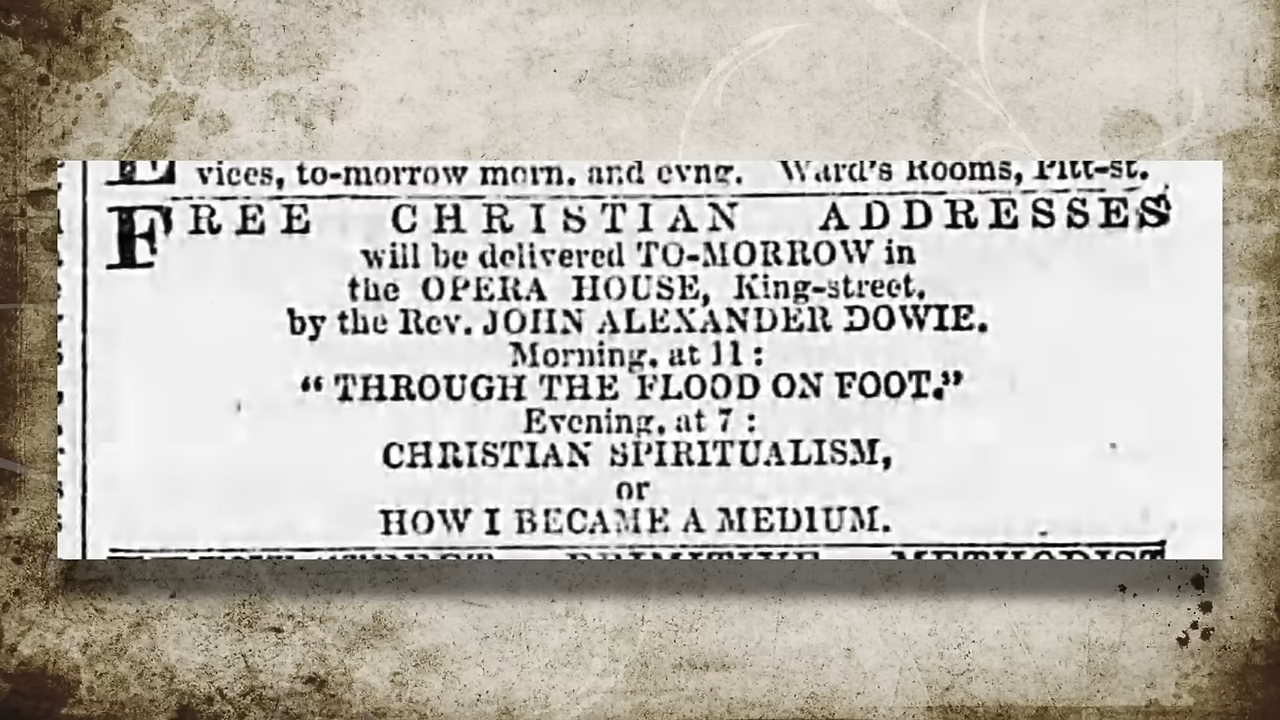 vices, to-morrow morn. and evng. Ward's Rooms, Pitt-st.
FREE CHRISTIAN ADDRESSES
will be delivered TO-MORROW in
the OPERA HOUSE, King-street,
by the Rev. JOHN ALEXANDER DOWIE.
Morning, at 11 :
“THROUGH THE FLOOD ON FOOT.”
Evening, at 7 :
CHRISTIAN SPIRITUALISM,
or
HOW I BECAME A MEDIUM.
PRIMITIVE METHODIST